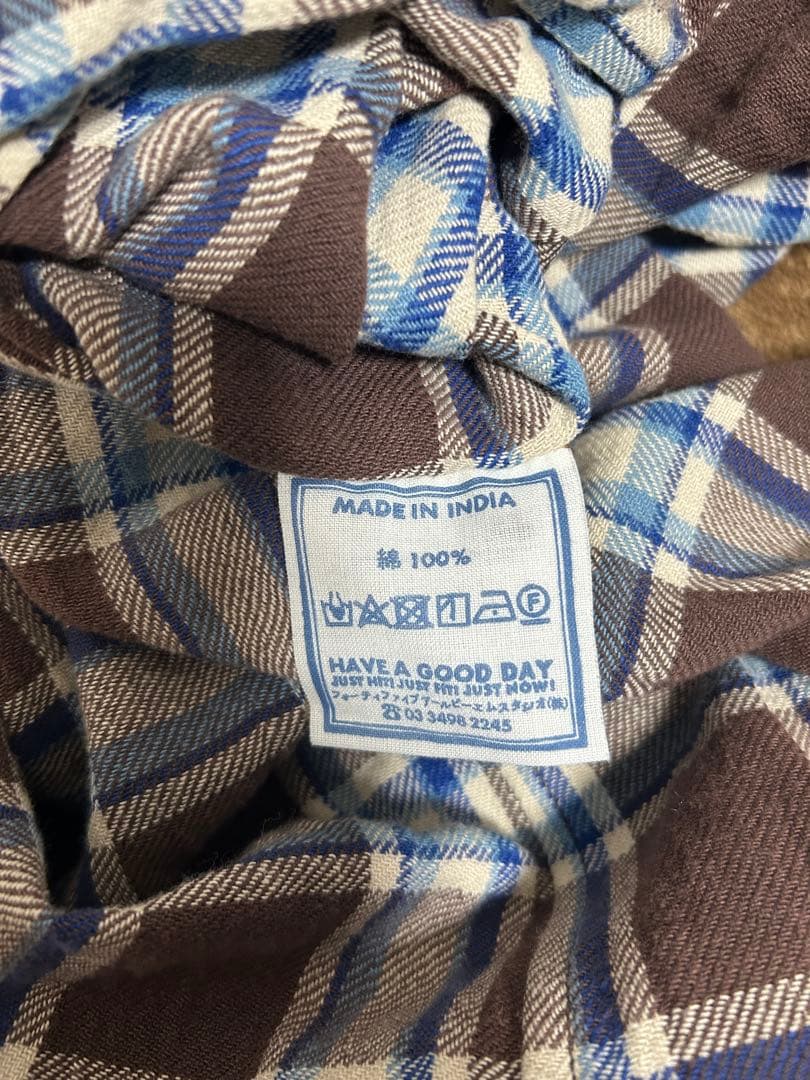 MADE IN INDIA
綿 100%
F
HAVE A GOOD DAY
JUST HIT! JUST FIT! JUST NOW!
フォーティファイブアールピーエムスタジオ(株)
☎03 3498 2245